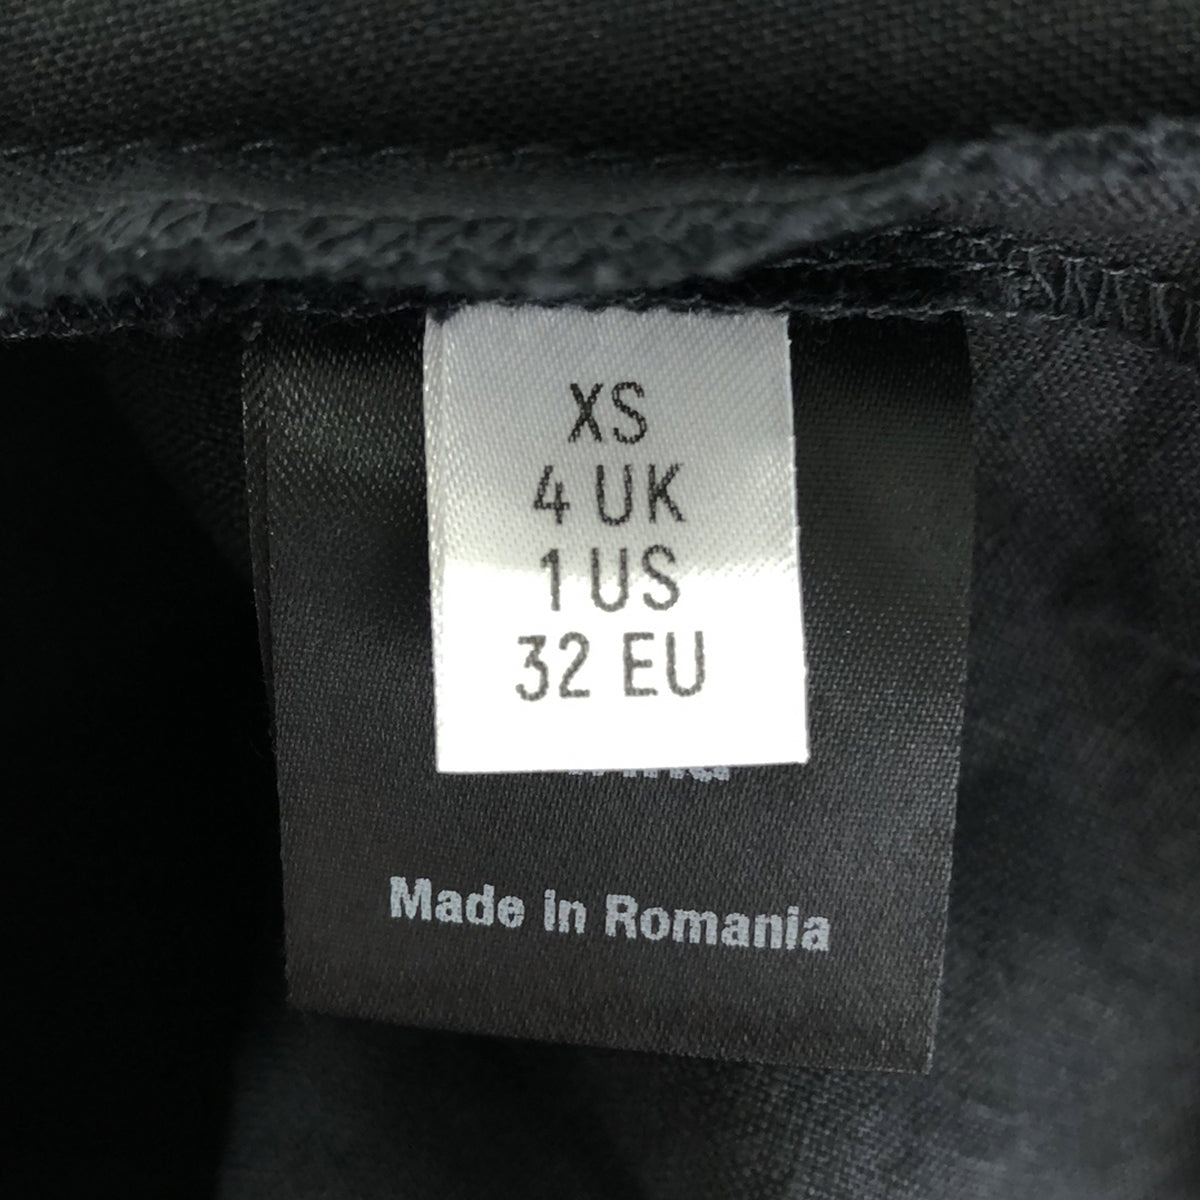 XS
4 UK
1 US
32 EU
Made in Romania